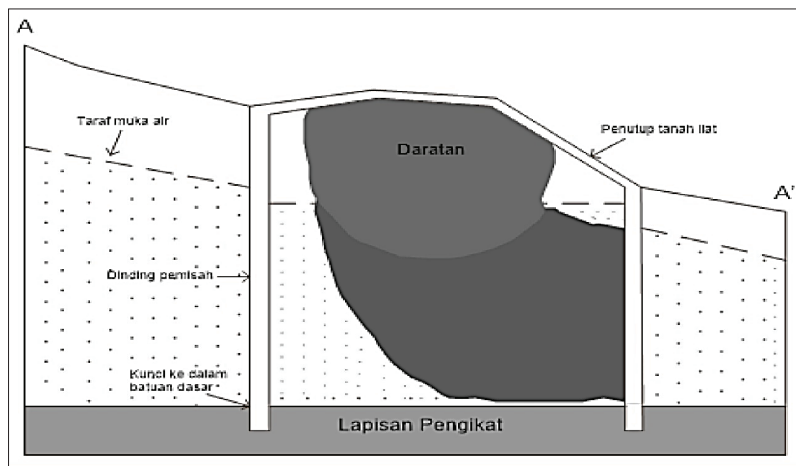 A
Taraf muka air
Daratan
Penutup tanah liat
A'
Dinding pemisah
Kunci ke dalam
batuan dasar
Lapisan Pengikat